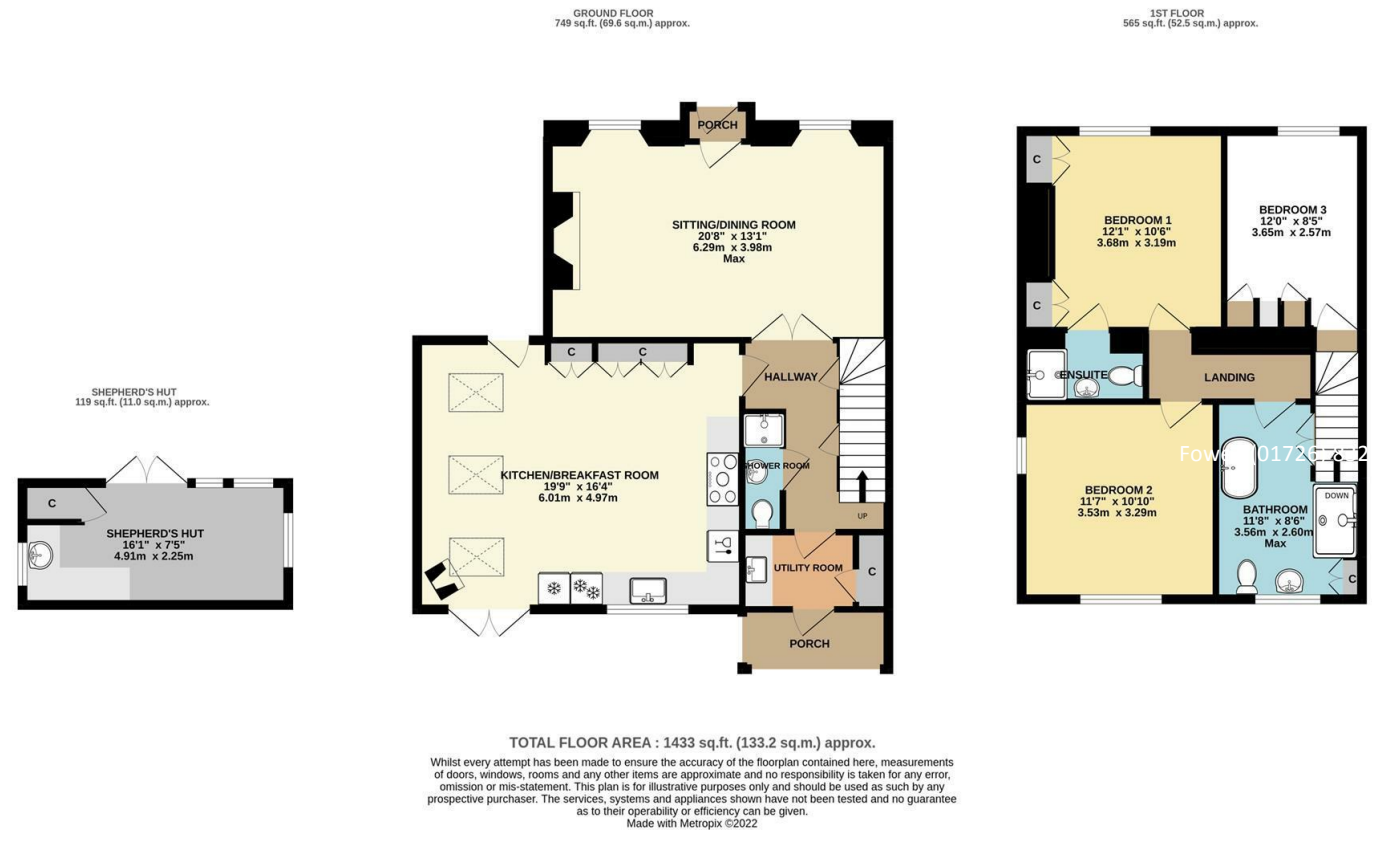 GROUND FLOOR
749 sq.ft. (69.6 sq.m.) approx.
1ST FLOOR
565 sq.ft. (52.5 sq.m.) approx.
PORCH
SITTING/DINING ROOM
20'8" x 13'1"
6.29m x 3.98m
Max
C
C
BEDROOM 1
12'1" x 10'6"
3.68m x 3.19m
BEDROOM 3
12'0" x 8'5"
3.65m x 2.57m
C
C
HALLWAY
ENSUITE
LANDING
SHEPHERD'S HUT
119 sq.ft. (11.0 sq.m.) approx.
KITCHEN/BREAKFAST ROOM
19'9" x 16'4"
6.01m x 4.97m
SHOWER ROOM
UP
BEDROOM 2
11'7" x 10'10"
3.53m x 3.29m
DOWN
BATHROOM
11'8" x 8'6"
3.56m x 2.60m
Max
C
C
SHEPHERD'S HUT
16'1" x 7'5"
4.91m x 2.25m
UTILITY ROOM
C
PORCH
TOTAL FLOOR AREA : 1433 sq.ft. (133.2 sq.m.) approx.
Whilst every attempt has been made to ensure the accuracy of the floorplan contained here, measurements
of doors, windows, rooms and any other items are approximate and no responsibility is taken for any error,
omission or mis-statement. This plan is for illustrative purposes only and should be used as such by any
prospective purchaser. The services, systems and appliances shown have not been tested and no guarantee
as to their operability or efficiency can be given.
Made with Metropix ©2022